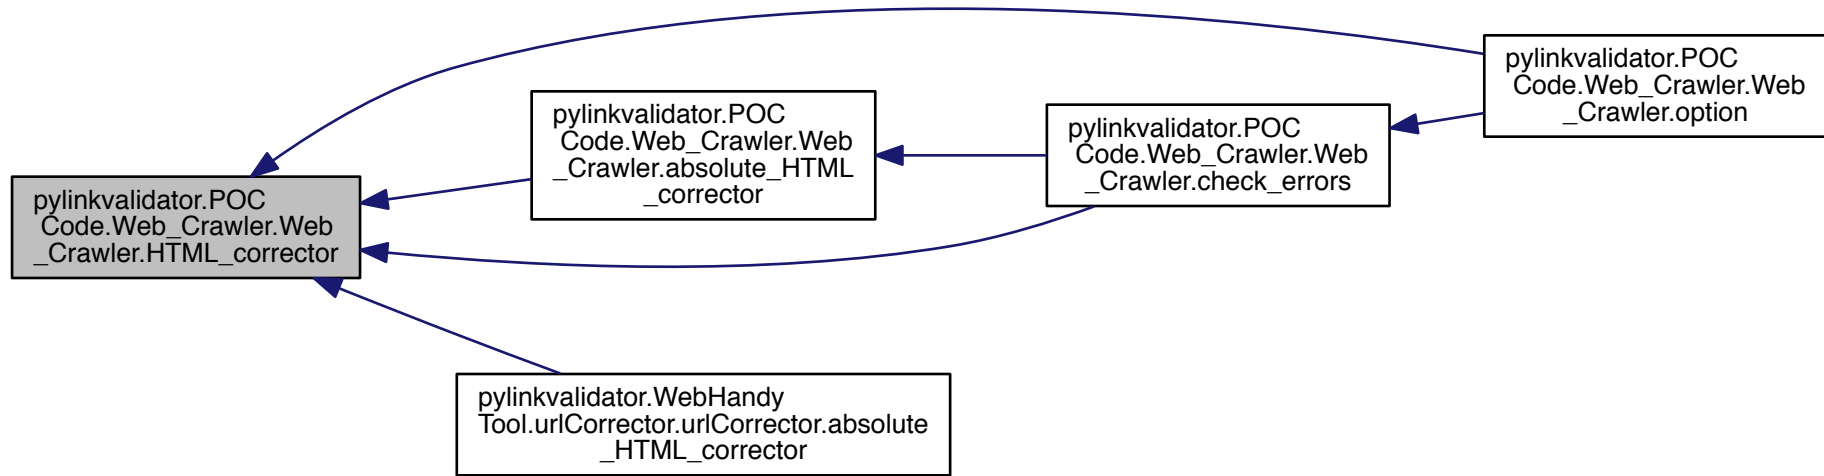 pylinkvalidator.POC
Code.Web_Crawler.Web
_Crawler.HTML_corrector
pylinkvalidator.POC
Code.Web_Crawler.Web
_Crawler.absolute_HTML
_corrector
pylinkvalidator.POC
Code.Web_Crawler.Web
_Crawler.check_errors
pylinkvalidator.POC
Code.Web_Crawler.Web
_Crawler.option
pylinkvalidator.WebHandy
Tool.urlCorrector.urlCorrector.absolute
_HTML_corrector